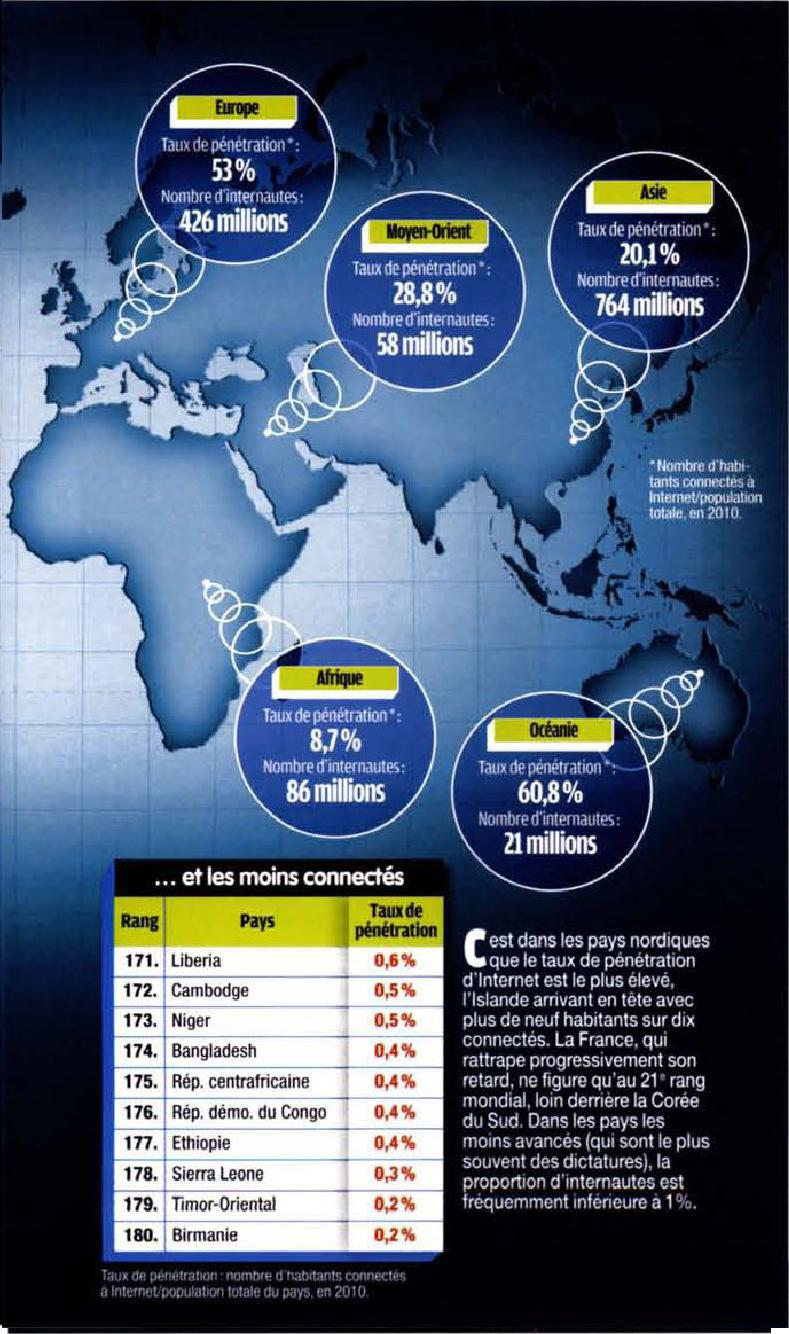 Europe
Taux de pénétration* :
53 %
Nombre d'internautes :
426 millions
Moyen-Orient
Taux de pénétration* :
28,8 %
Nombre d'internautes :
58 millions
Asie
Taux de pénétration* :
20,1 %
Nombre d'internautes :
764 millions
*Nombre d'habi-
tants connectés à
Internet/population
totale, en 2010.
Afrique
Taux de pénétration* :
8,7 %
Nombre d'internautes :
86 millions
Océanie
Taux de pénétration* :
60,8 %
Nombre d'internautes :
21 millions
... et les moins connectés
Rang Pays Taux de
pénétration
171. Liberia 0,6 %
172. Cambodge 0,5 %
173. Niger 0,5 %
174. Bangladesh 0,4 %
175. Rép. centrafricaine 0,4 %
176. Rép. démo. du Congo 0,4 %
177. Ethiopie 0,4 %
178. Sierra Leone 0,3 %
179. Timor-Oriental 0,2 %
180. Birmanie 0,2 %
Taux de pénétration : nombre d'habitants connectés
à Internet/population totale du pays, en 2010.
C'est dans les pays nordiques
que le taux de pénétration
d'Internet est le plus élevé,
l'Islande arrivant en tête avec
plus de neuf habitants sur dix
connectés. La France, qui
rattrape progressivement son
retard, ne figure qu'au 21e rang
mondial, loin derrière la Corée
du Sud. Dans les pays les
moins avancés (qui sont le plus
souvent des dictatures), la
proportion d'internautes est
fréquemment inférieure à 1 %.